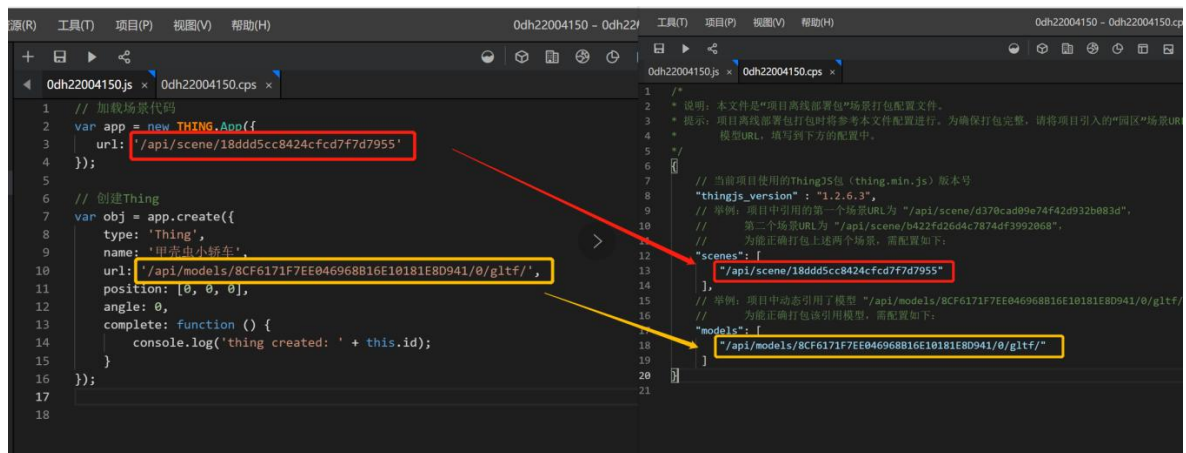 资源(R) 工具(T) 项目(P) 视图(V) 帮助(H) 0dh22004150 - 0dh22
0dh22004150.js × 0dh22004150.cps ×
1 // 加载场景代码
2 var app = new THING.App({
3 url: '/api/scene/18ddd5cc8424cfcd7f7d7955'
4 });
5
6 // 创建Thing
7 var obj = app.create({
8 type: 'Thing',
9 name: '甲壳虫小轿车',
10 url: '/api/models/8CF6171F7EE046968B16E10181E8D941/0/gltf/',
11 position: [0, 0, 0],
12 angle: 0,
13 complete: function () {
14 console.log('thing created: ' + this.id);
15 }
16 });
17
18
工具(T) 项目(P) 视图(V) 帮助(H) 0dh22004150 - 0dh22004150.cp
0dh22004150.js × 0dh22004150.cps ×
1 /*
2 * 说明: 本文件是“项目离线部署包”场景打包配置文件。
3 * 提示: 项目离线部署包打包时将参考本文件配置进行。为确保打包完整, 请将项目引入的“园区”场景UR
4 * 模型URL, 填写到下方的配置中。
5 */
6 {
7 // 当前项目使用的ThingJS包 (thing.min.js) 版本号
8 "thingjs_version" : "1.2.6.3",
9 // 举例: 项目中引用的第一个场景URL为 "/api/scene/d370cad09e74f42d932b083d",
10 // 第二个场景URL为 "/api/scene/b422fd26d4c7874df3992068",
11 // 为能正确打包上述两个场景, 需配置如下:
12 "scenes": [
13 "/api/scene/18ddd5cc8424cfcd7f7d7955"
14 ],
15 // 举例: 项目中动态引用了模型 "/api/models/8CF6171F7EE046968B16E10181E8D941/0/gltf/
16 // 为能正确打包该引用模型, 需配置如下:
17 "models": [
18 "/api/models/8CF6171F7EE046968B16E10181E8D941/0/gltf/"
19 ]
20 }
21